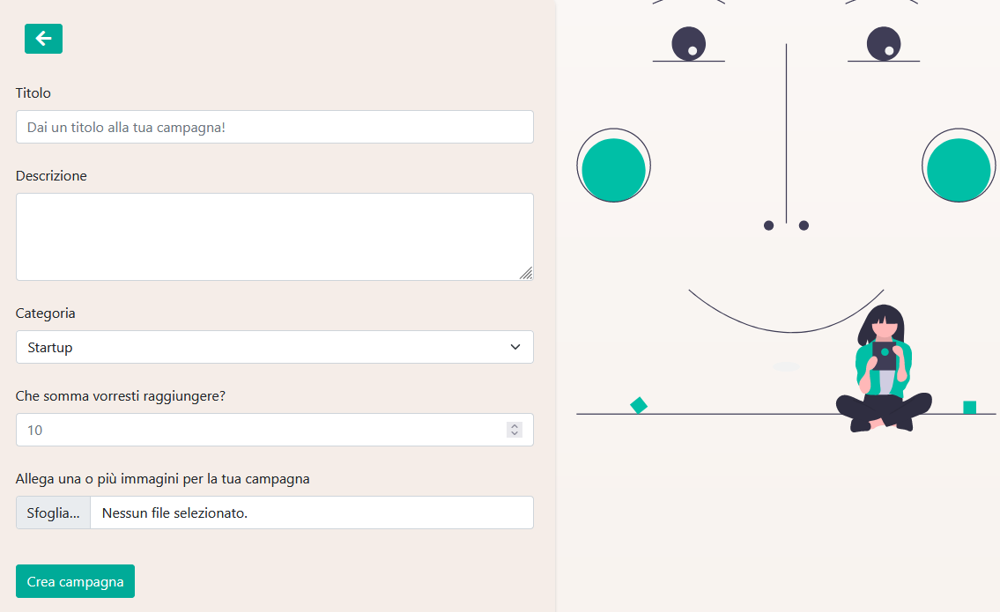 Titolo
Dai un titolo alla tua campagna!
Descrizione
Categoria
Startup
Che somma vorresti raggiungere?
10
Allega una o più immagini per la tua campagna
Sfoglia... Nessun file selezionato.
Crea campagna